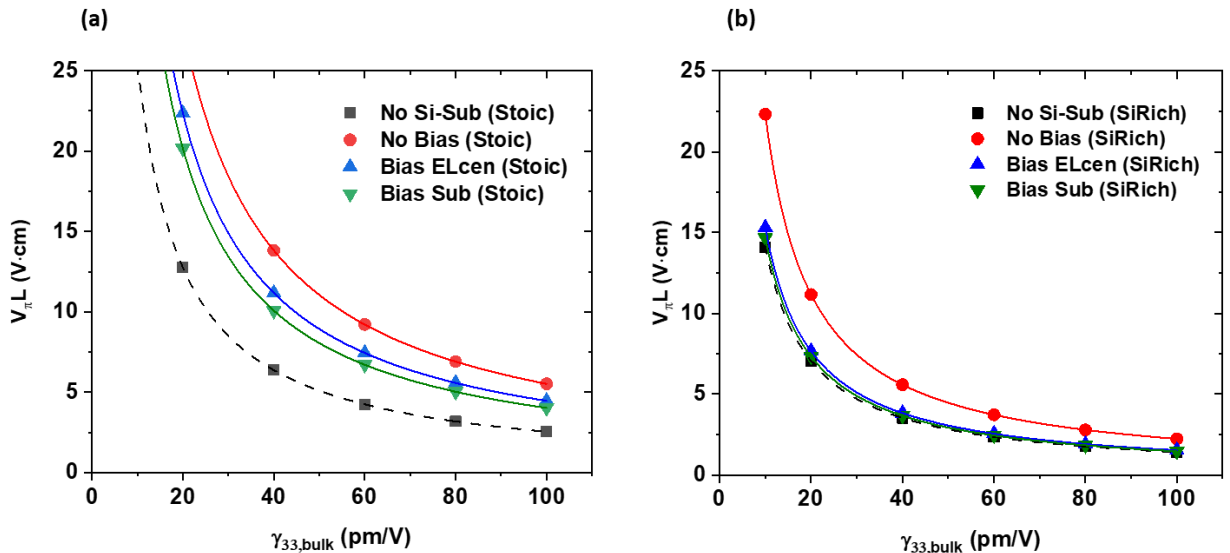 (a)
25
20
15
10
5
0
0 20 40 60 80 100
VπL (V·cm)
γ33,bulk (pm/V)
No Si-Sub (Stoic)
No Bias (Stoic)
Bias ELcen (Stoic)
Bias Sub (Stoic)
(b)
25
20
15
10
5
0
0 20 40 60 80 100
VπL (V·cm)
γ33,bulk (pm/V)
No Si-Sub (SiRich)
No Bias (SiRich)
Bias ELcen (SiRich)
Bias Sub (SiRich)